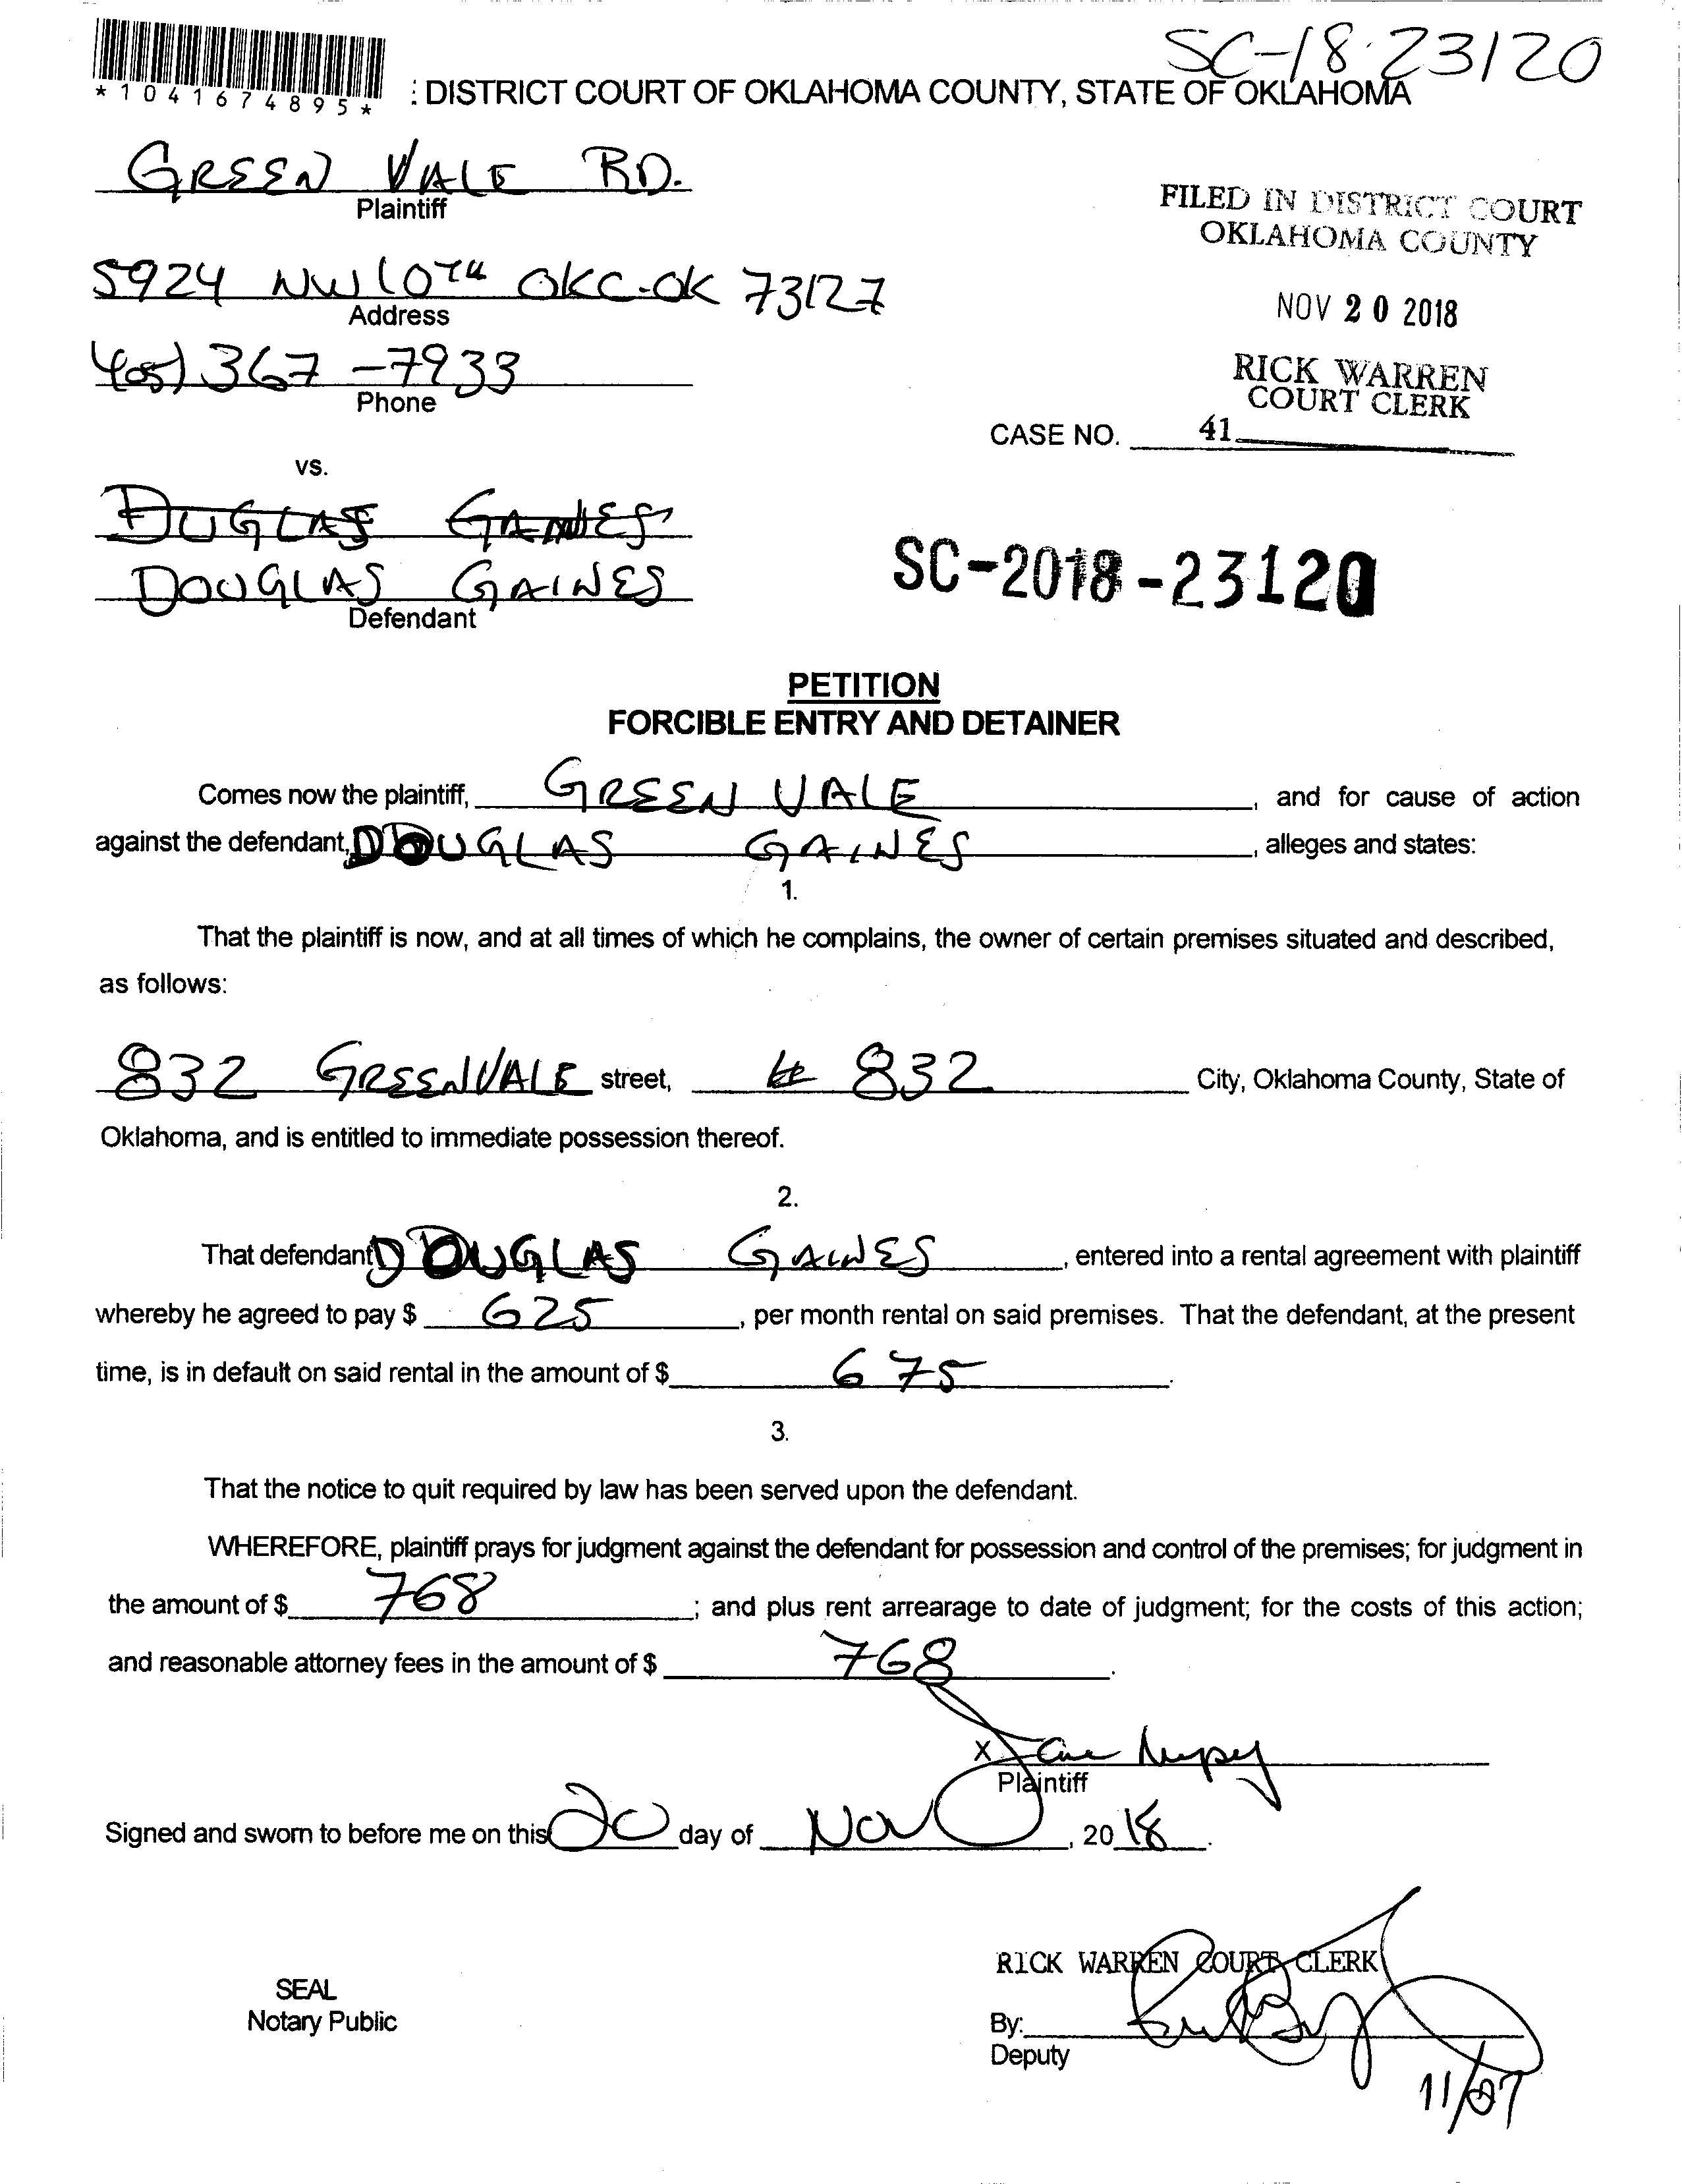 SC-18-23120
*1041674895*
: DISTRICT COURT OF OKLAHOMA COUNTY, STATE OF OKLAHOMA
GREEN VALE RD.
Plaintiff
FILED IN DISTRICT COURT
OKLAHOMA COUNTY
5924 NW 10TH OKC-OK 73127
Address
NOV 20 2018
405) 367-7933
Phone
RICK WARREN
COURT CLERK
CASE NO. 41
vs.
DUGLAS GAINES
DOUGLAS GAINES
Defendant
SC-2018-23120
PETITION
FORCIBLE ENTRY AND DETAINER
Comes now the plaintiff, GREEN VALE, and for cause of action
against the defendant, DOUGLAS GAINES, alleges and states:
1.
That the plaintiff is now, and at all times of which he complains, the owner of certain premises situated and described,
as follows:
832 GREENVALE street, # 832 City, Oklahoma County, State of
Oklahoma, and is entitled to immediate possession thereof.
2.
That defendant DOUGLAS GAINES, entered into a rental agreement with plaintiff
whereby he agreed to pay $ 625, per month rental on said premises. That the defendant, at the present
time, is in default on said rental in the amount of $ 675.
3.
That the notice to quit required by law has been served upon the defendant.
WHEREFORE, plaintiff prays for judgment against the defendant for possession and control of the premises; for judgment in
the amount of $ 768; and plus rent arrearage to date of judgment; for the costs of this action;
and reasonable attorney fees in the amount of $ 768.
X
Plaintiff
Signed and sworn to before me on this 20 day of Nov, 2018.
RICK WARREN COURT CLERK
SEAL
Notary Public
By:
Deputy
11/07